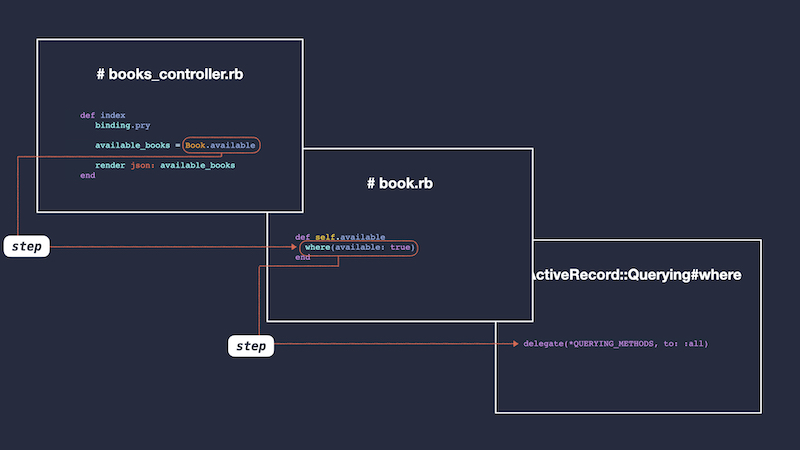 # books_controller.rb
def index
binding.pry
available_books = Book.available
render json: available_books
end
step
# book.rb
def self.available
where(available: true)
end
step
ActiveRecord::Querying#where
delegate(*QUERYING_METHODS, to: :all)